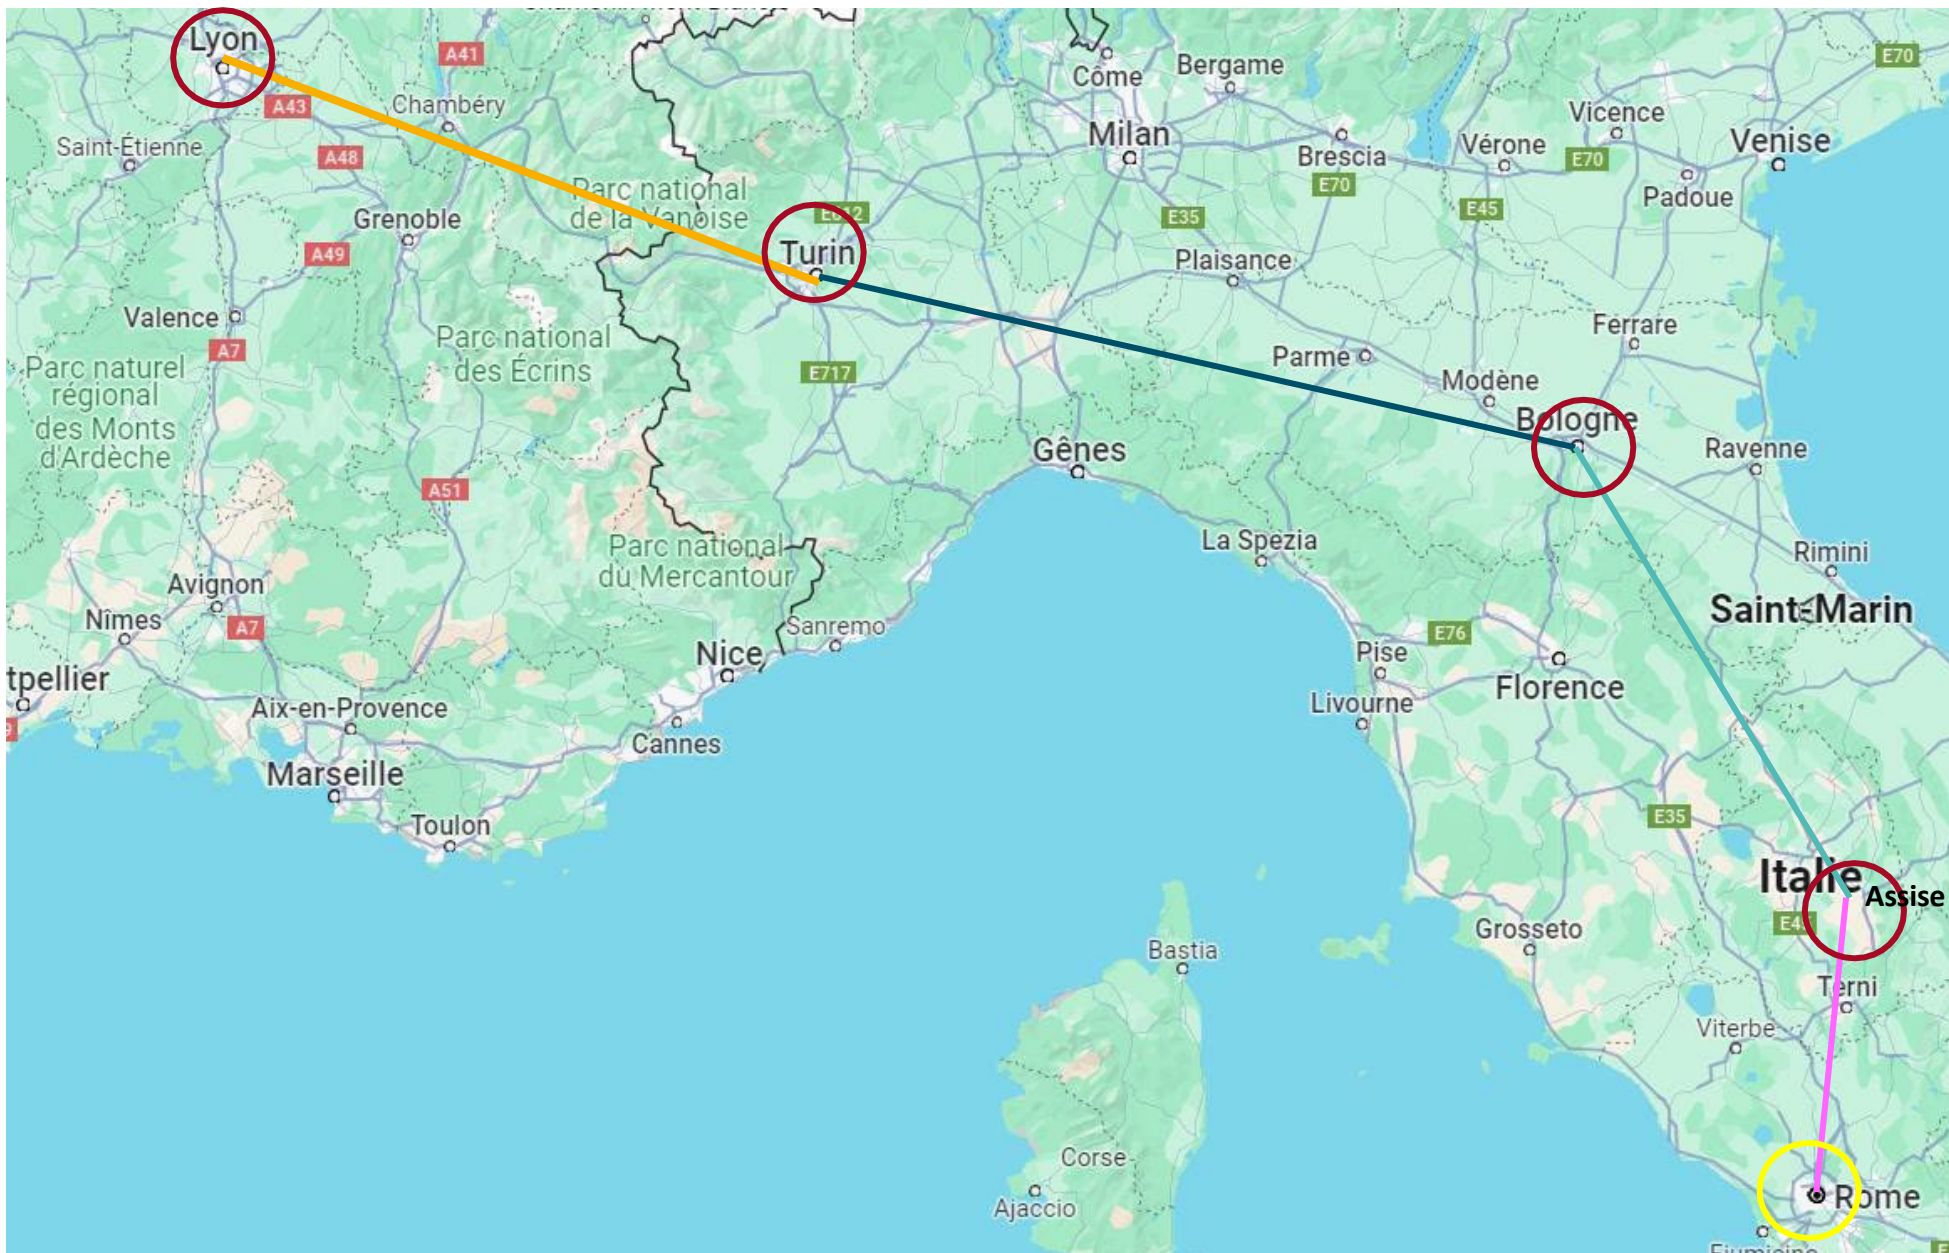 Lyon
A41
Côme
Bergame
E70
A43
Chambéry
Vicence
Saint-Étienne
A48
Milan
Brescia
Vérone
E70
Venise
E70
Padoue
Parc national
de la Vanoise
E612
E35
E45
Grenoble
A49
Turin
Plaisance
Valence
Parc national
des Écrins
Ferrare
A7
E717
Parme
Parc naturel
régional
des Monts
d'Ardèche
Modène
Bologne
Gênes
Ravenne
A51
La Spezia
Parc national
du Mercantour
Rimini
Avignon
Saint-Marin
Nîmes
A7
Sanremo
E76
Nice
Pise
tpellier
Florence
Livourne
Aix-en-Provence
9
Cannes
Marseille
E35
Toulon
Italie
Assise
E45
Grosseto
Bastia
Terni
Viterbe
Corse
Ajaccio
Rome